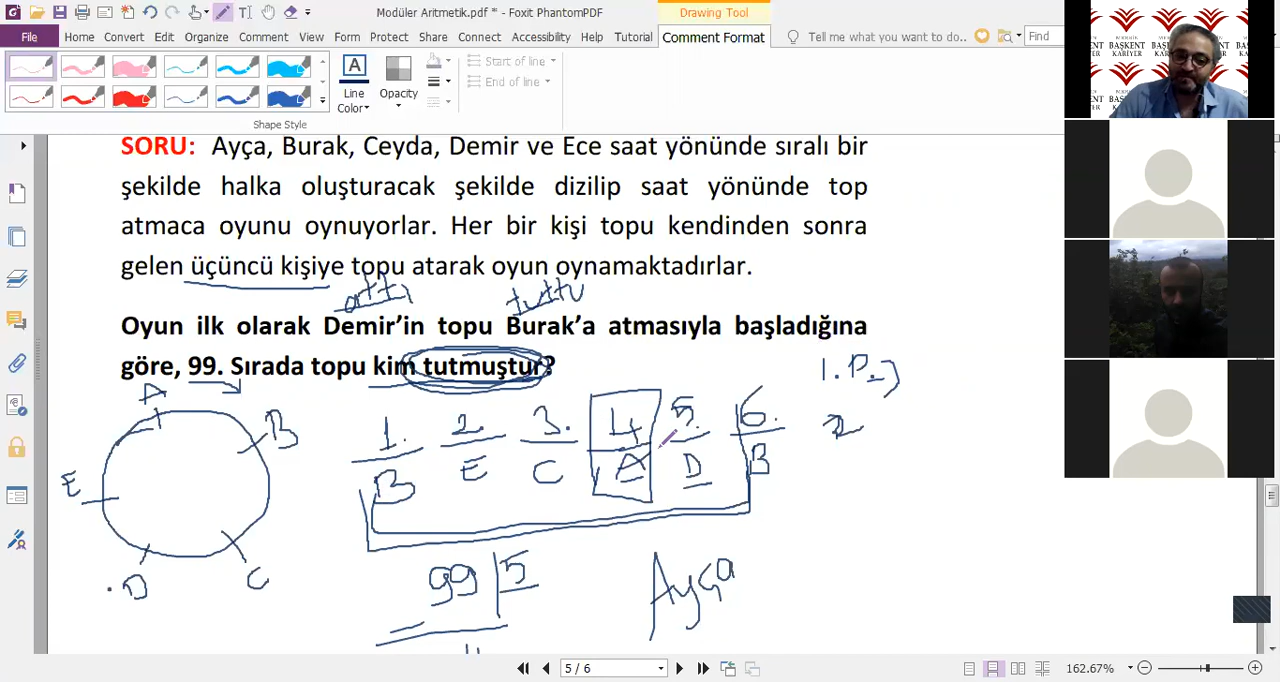 Modüler Aritmetik.pdf * - Foxit PhantomPDF
Drawing Tool
File Home Convert Edit Organize Comment View Form Protect Share Connect Accessibility Help Tutorial Comment Format Tell me what you want to do.. Find
Line Color
Opacity
Start of line
End of line
Shape Style
SORU: Ayça, Burak, Ceyda, Demir ve Ece saat yönünde sıralı bir
şekilde halka oluşturacak şekilde dizilip saat yönünde top
atmaca oyunu oynuyorlar. Her bir kişi topu kendinden sonra
gelen üçüncü kişiye topu atarak oyun oynamaktadırlar.
attı tuttu
Oyun ilk olarak Demir'in topu Burak'a atmasıyla başladığına
göre, 99. Sırada topu kim tutmuştur?
A B C D E
1. 2. 3. 4 5. 6.
B E C A D B
99 5
Ayça
BAŞKENT
KARİYER
5 / 6
162.67%